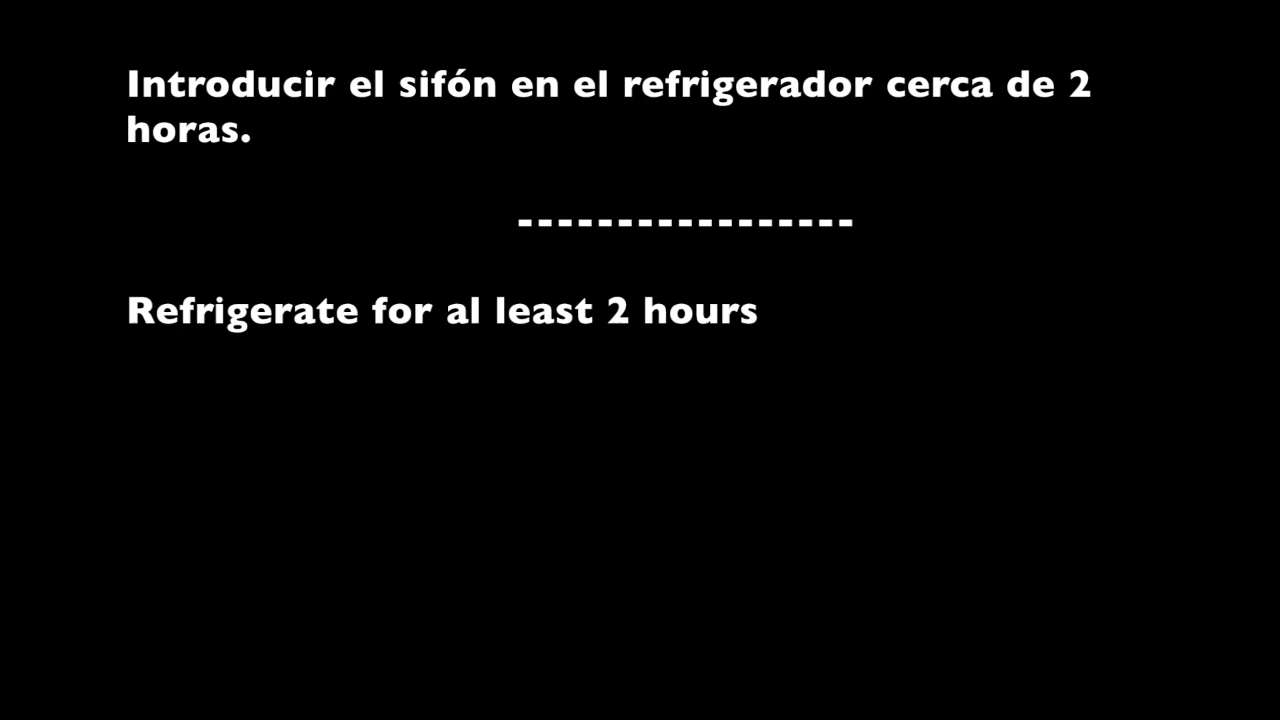 Introducir el sifón en el refrigerador cerca de 2
horas.
-----------------
Refrigerate for al least 2 hours